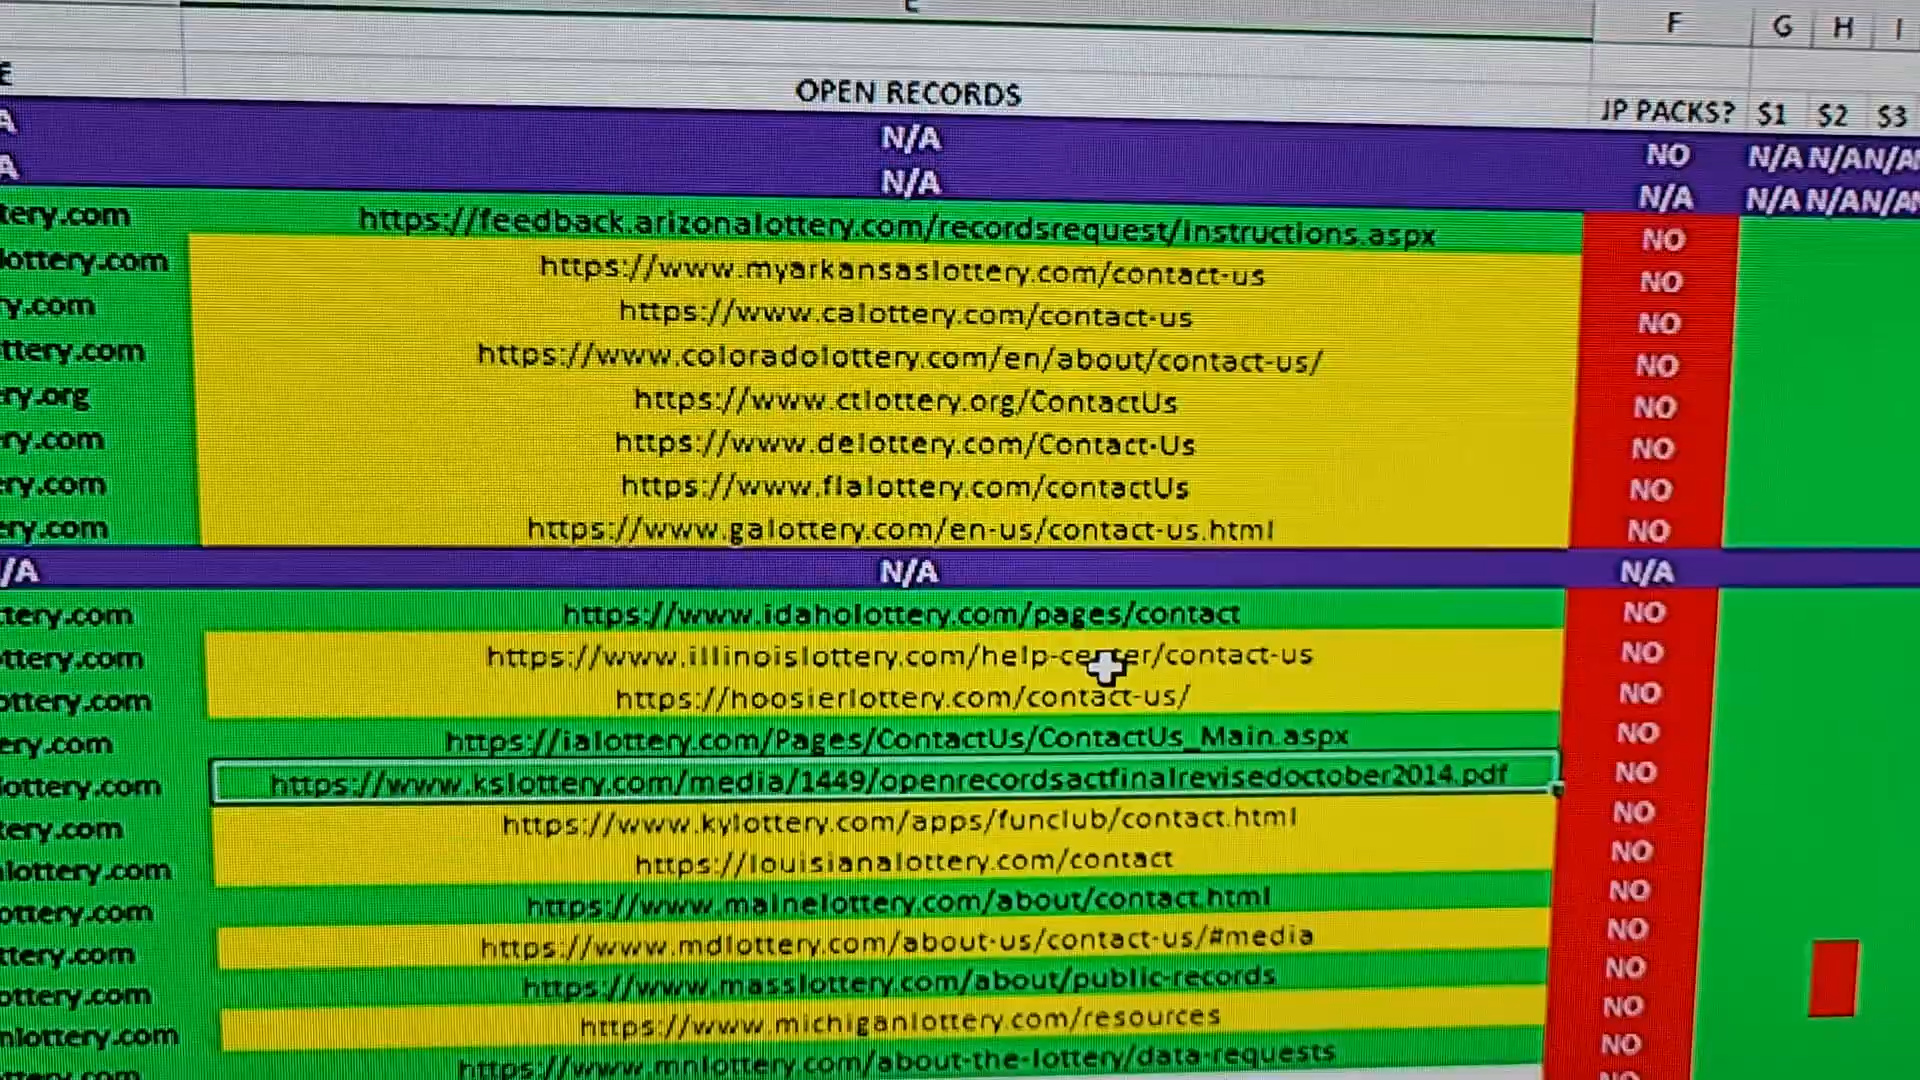 F G H I
OPEN RECORDS JP PACKS? $1 $2 $3
N/A NO N/A N/A N/A
N/A N/A N/A N/A N/A
tery.com https://feedback.arizonalottery.com/recordsrequest/instructions.aspx NO
lottery.com https://www.myarkansaslottery.com/contact-us NO
ry.com https://www.calottery.com/contact-us NO
ttery.com https://www.coloradolottery.com/en/about/contact-us/ NO
ry.org https://www.ctlottery.org/ContactUs NO
ry.com https://www.delottery.com/Contact-Us NO
ery.com https://www.flalottery.com/contactUs NO
ery.com https://www.galottery.com/en-us/contact-us.html NO
/A N/A N/A
tery.com https://www.idaholottery.com/pages/contact NO
ttery.com https://www.illinoislottery.com/help-center/contact-us NO
ottery.com https://hoosierlottery.com/contact-us/ NO
ery.com https://ialottery.com/Pages/ContactUs/ContactUs_Main.aspx NO
lottery.com https://www.kslottery.com/media/1449/openrecordsactfinalrevisedoctober2014.pdf NO
tery.com https://www.kylottery.com/apps/funclub/contact.html NO
alottery.com https://louisianalottery.com/contact NO
ottery.com https://www.mainelottery.com/about/contact.html NO
ttery.com https://www.mdlottery.com/about-us/contact-us/#media NO
ottery.com https://www.masslottery.com/about/public-records NO
nlottery.com https://www.michiganlottery.com/resources NO
https://www.mnlottery.com/about-the-lottery/data-requests NO
NO